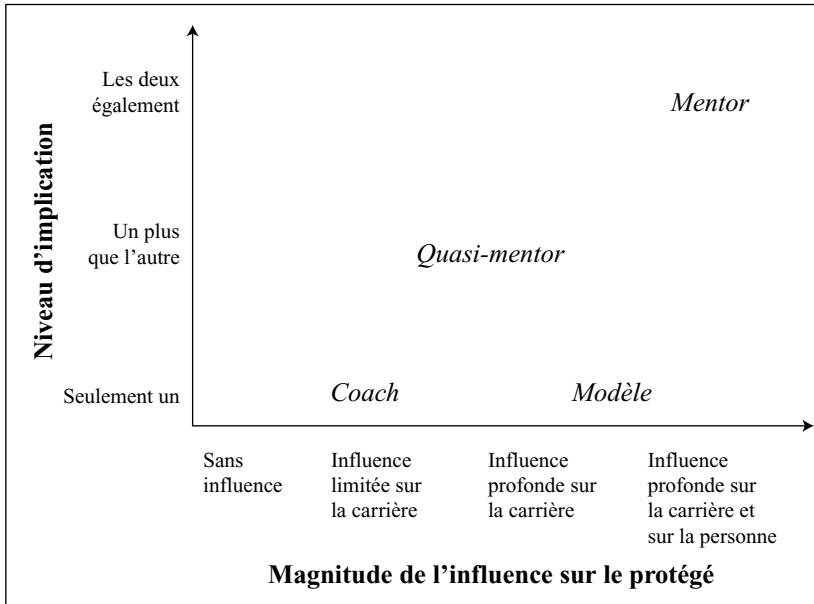 Niveau d'implication
Les deux
également
Mentor
Un plus
que l'autre
Quasi-mentor
Seulement un
Coach
Modèle
Sans
influence
Influence
limitée sur
la carrière
Influence
profonde sur
la carrière
Influence
profonde sur
la carrière et
sur la personne
Magnitude de l'influence sur le protégé